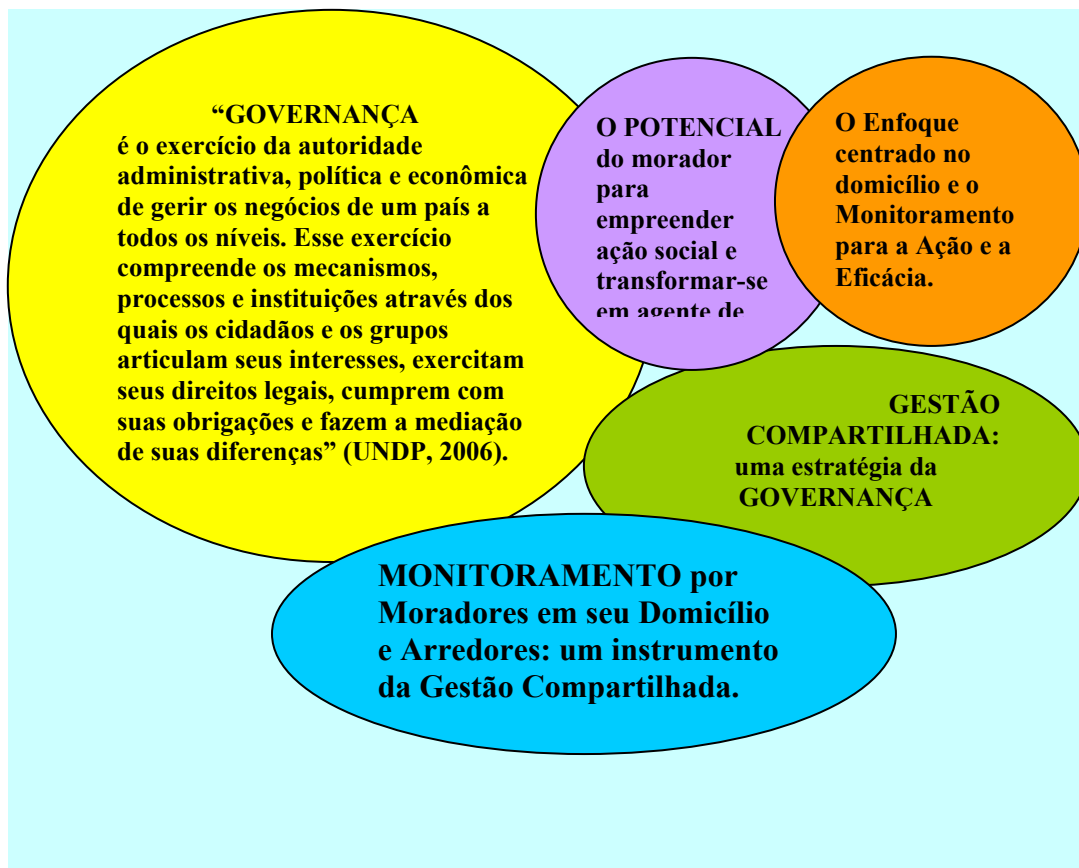 “GOVERNANÇA
é o exercício da autoridade
administrativa, política e econômica
de gerir os negócios de um país a
todos os níveis. Esse exercício
compreende os mecanismos,
processos e instituições através dos
quais os cidadãos e os grupos
articulam seus interesses, exercitam
seus direitos legais, cumprem com
suas obrigações e fazem a mediação
de suas diferenças” (UNDP, 2006).
O POTENCIAL
do morador
para
empreender
ação social e
transformar-se
em agente de
O Enfoque
centrado no
domicílio e o
Monitoramento
para a Ação e a
Eficácia.
GESTÃO
COMPARTILHADA:
uma estratégia da
GOVERNANÇA
MONITORAMENTO por
Moradores em seu Domicílio
e Arredores: um instrumento
da Gestão Compartilhada.